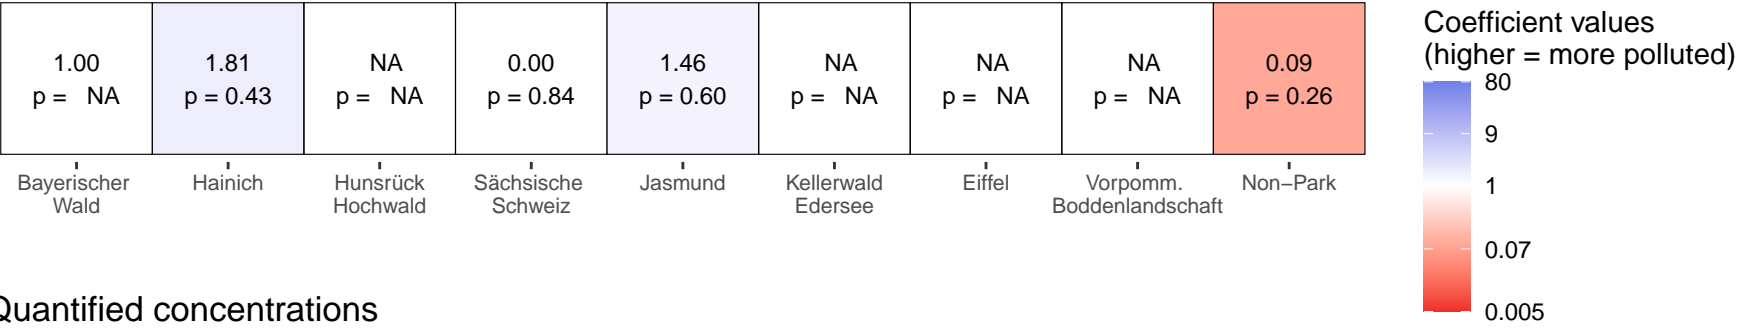 1.00 1.81 NA 0.00 1.46 NA NA NA 0.09
p = NA p = 0.43 p = NA p = 0.84 p = 0.60 p = NA p = NA p = NA p = 0.26
Bayerischer Hainich Hunsrück Sächsische Jasmund Kellerwald Eiffel Vorpomm. Non−Park
Wald Hochwald Schweiz Edersee Boddenlandschaft
Coefficient values
(higher = more polluted)
80
9
1
0.07
0.005
Quantified concentrations